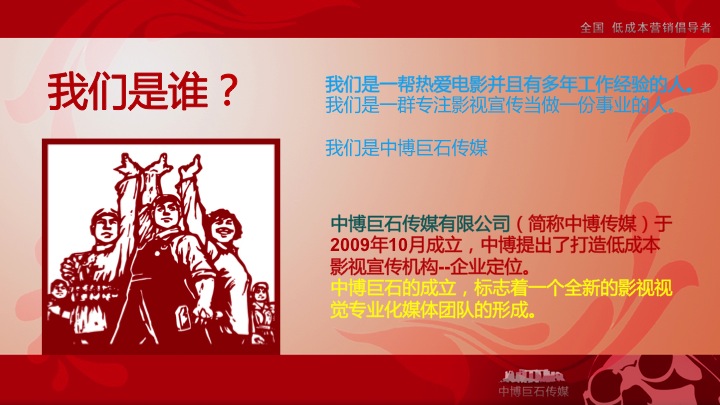 全国 低成本营销倡导者
我们是谁？
我们是一帮热爱电影并且有多年工作经验的人。
我们是一群专注影视宣传当做一份事业的人。
我们是中博巨石传媒
中博巨石传媒有限公司（简称中博传媒）于
2009年10月成立，中博提出了打造低成本
影视宣传机构--企业定位。
中博巨石的成立，标志着一个全新的影视视
觉专业化媒体团队的形成。
中博巨石传媒